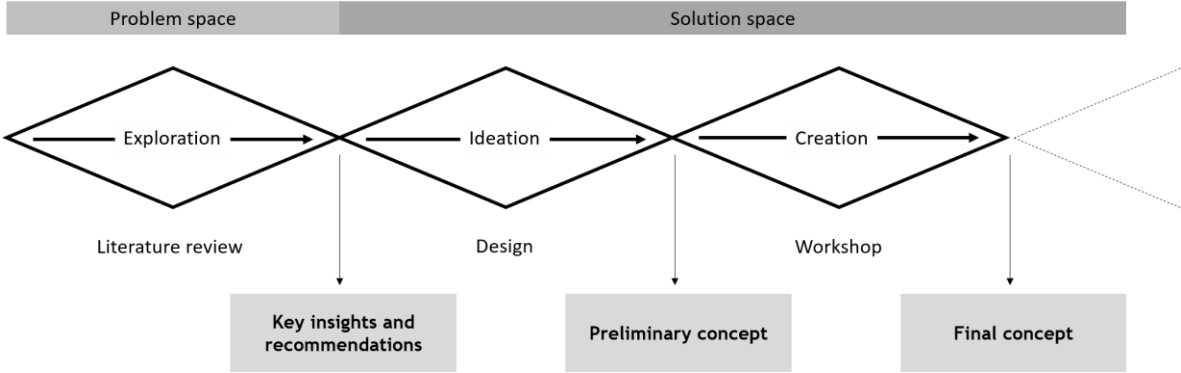 Problem space
Solution space
Exploration
Ideation
Creation
Literature review
Design
Workshop
Key insights and
recommendations
Preliminary concept
Final concept